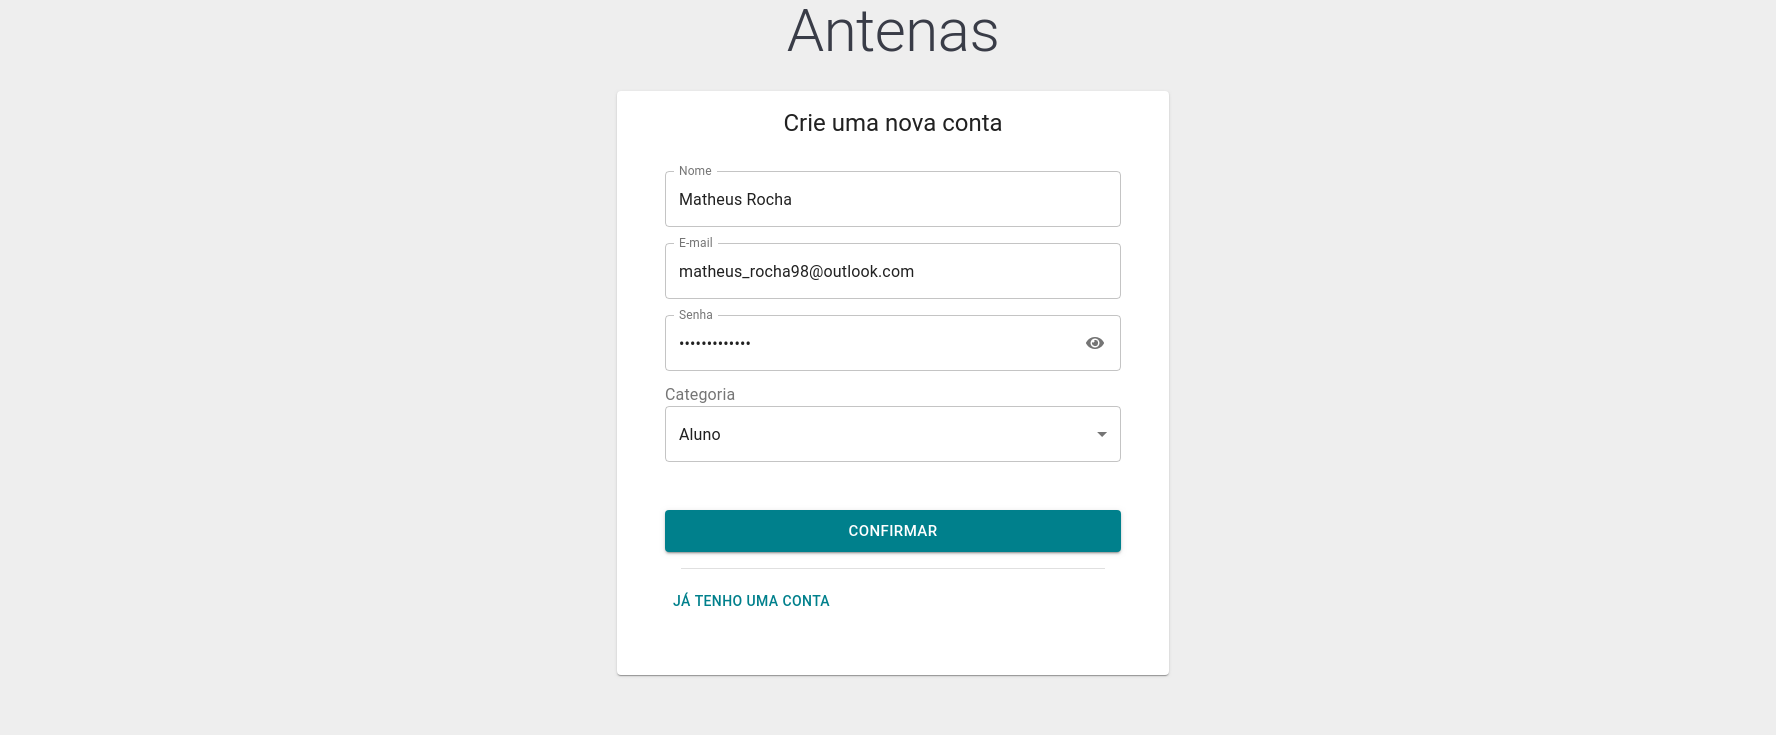 Antenas
Crie uma nova conta
Nome
Matheus Rocha
E-mail
matheus_rocha98@outlook.com
Senha
•••••••••••••
Categoria
Aluno
CONFIRMAR
JÁ TENHO UMA CONTA